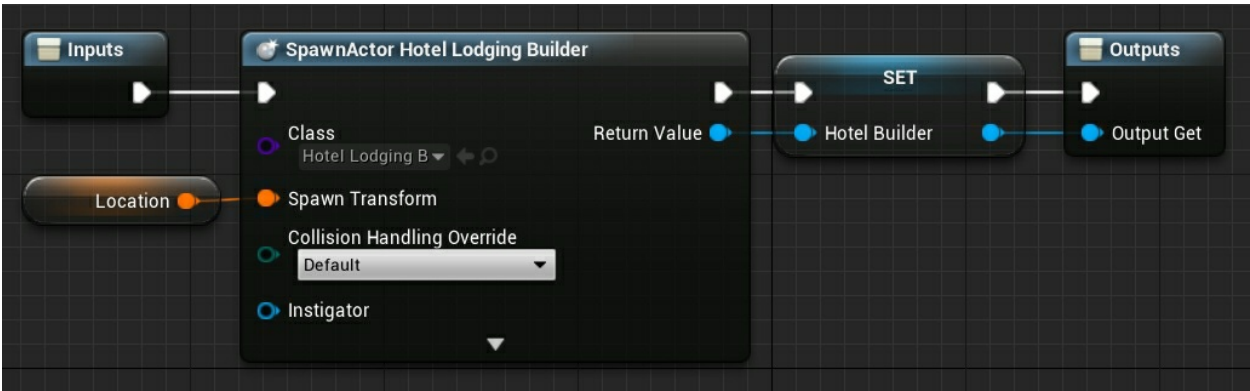 Inputs
SpawnActor Hotel Lodging Builder
SET
Outputs
Class
Return Value
Hotel Builder
Output Get
Hotel Lodging B
Location
Spawn Transform
Collision Handling Override
Default
Instigator